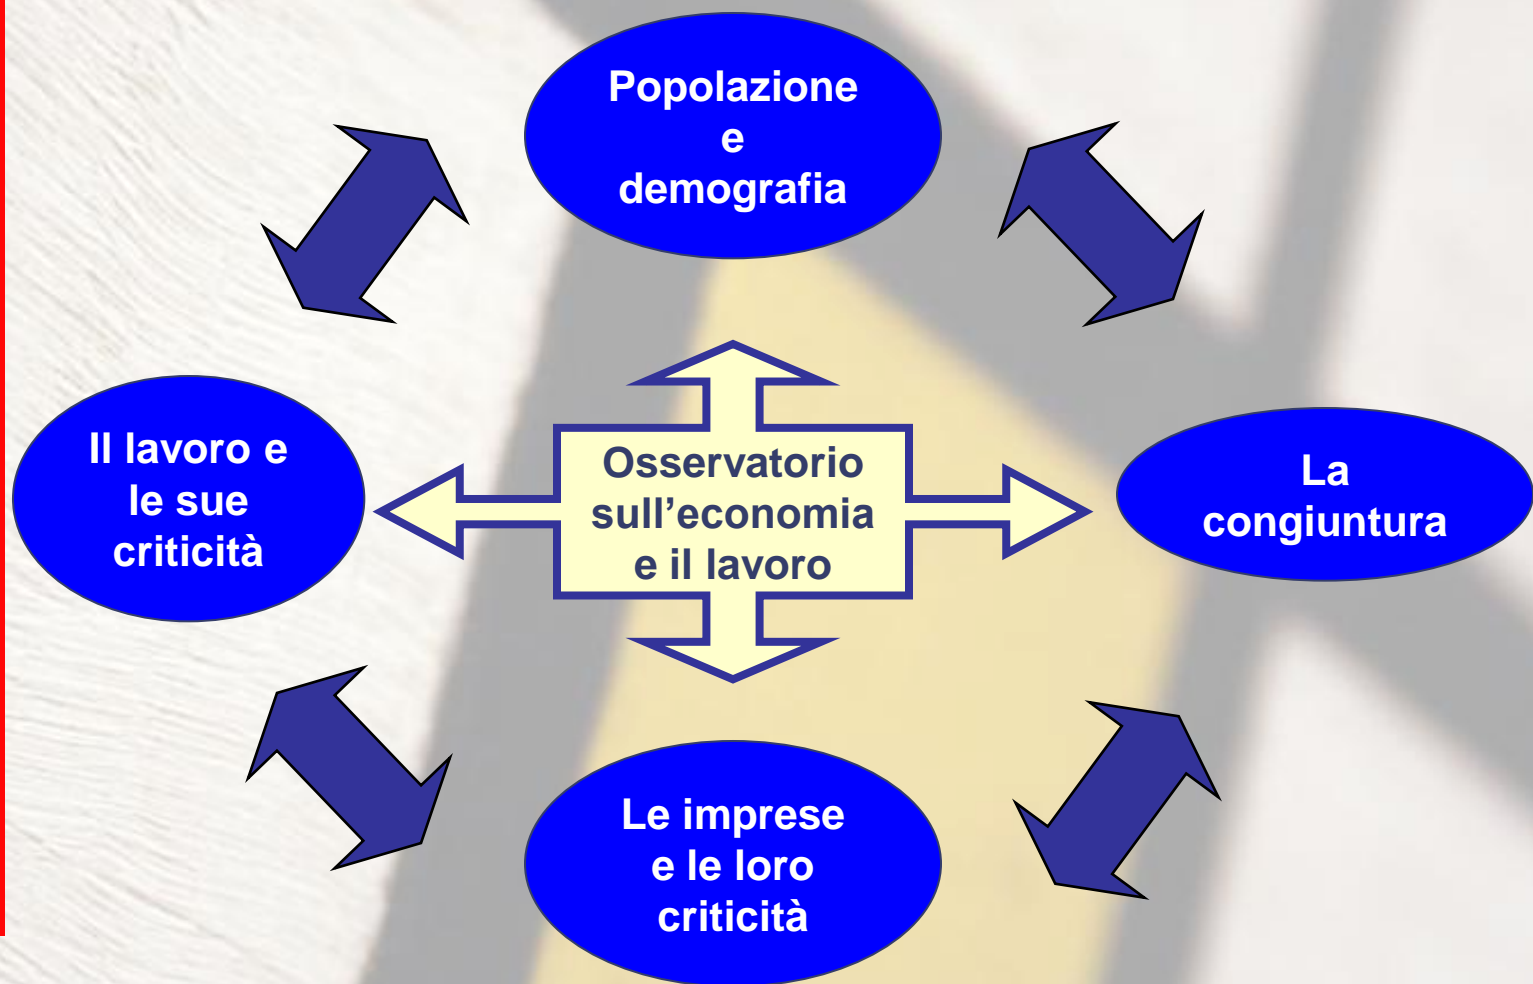 Popolazione
e
demografia
Il lavoro e
le sue
criticità
Osservatorio
sull’economia
e il lavoro
La
congiuntura
Le imprese
e le loro
criticità